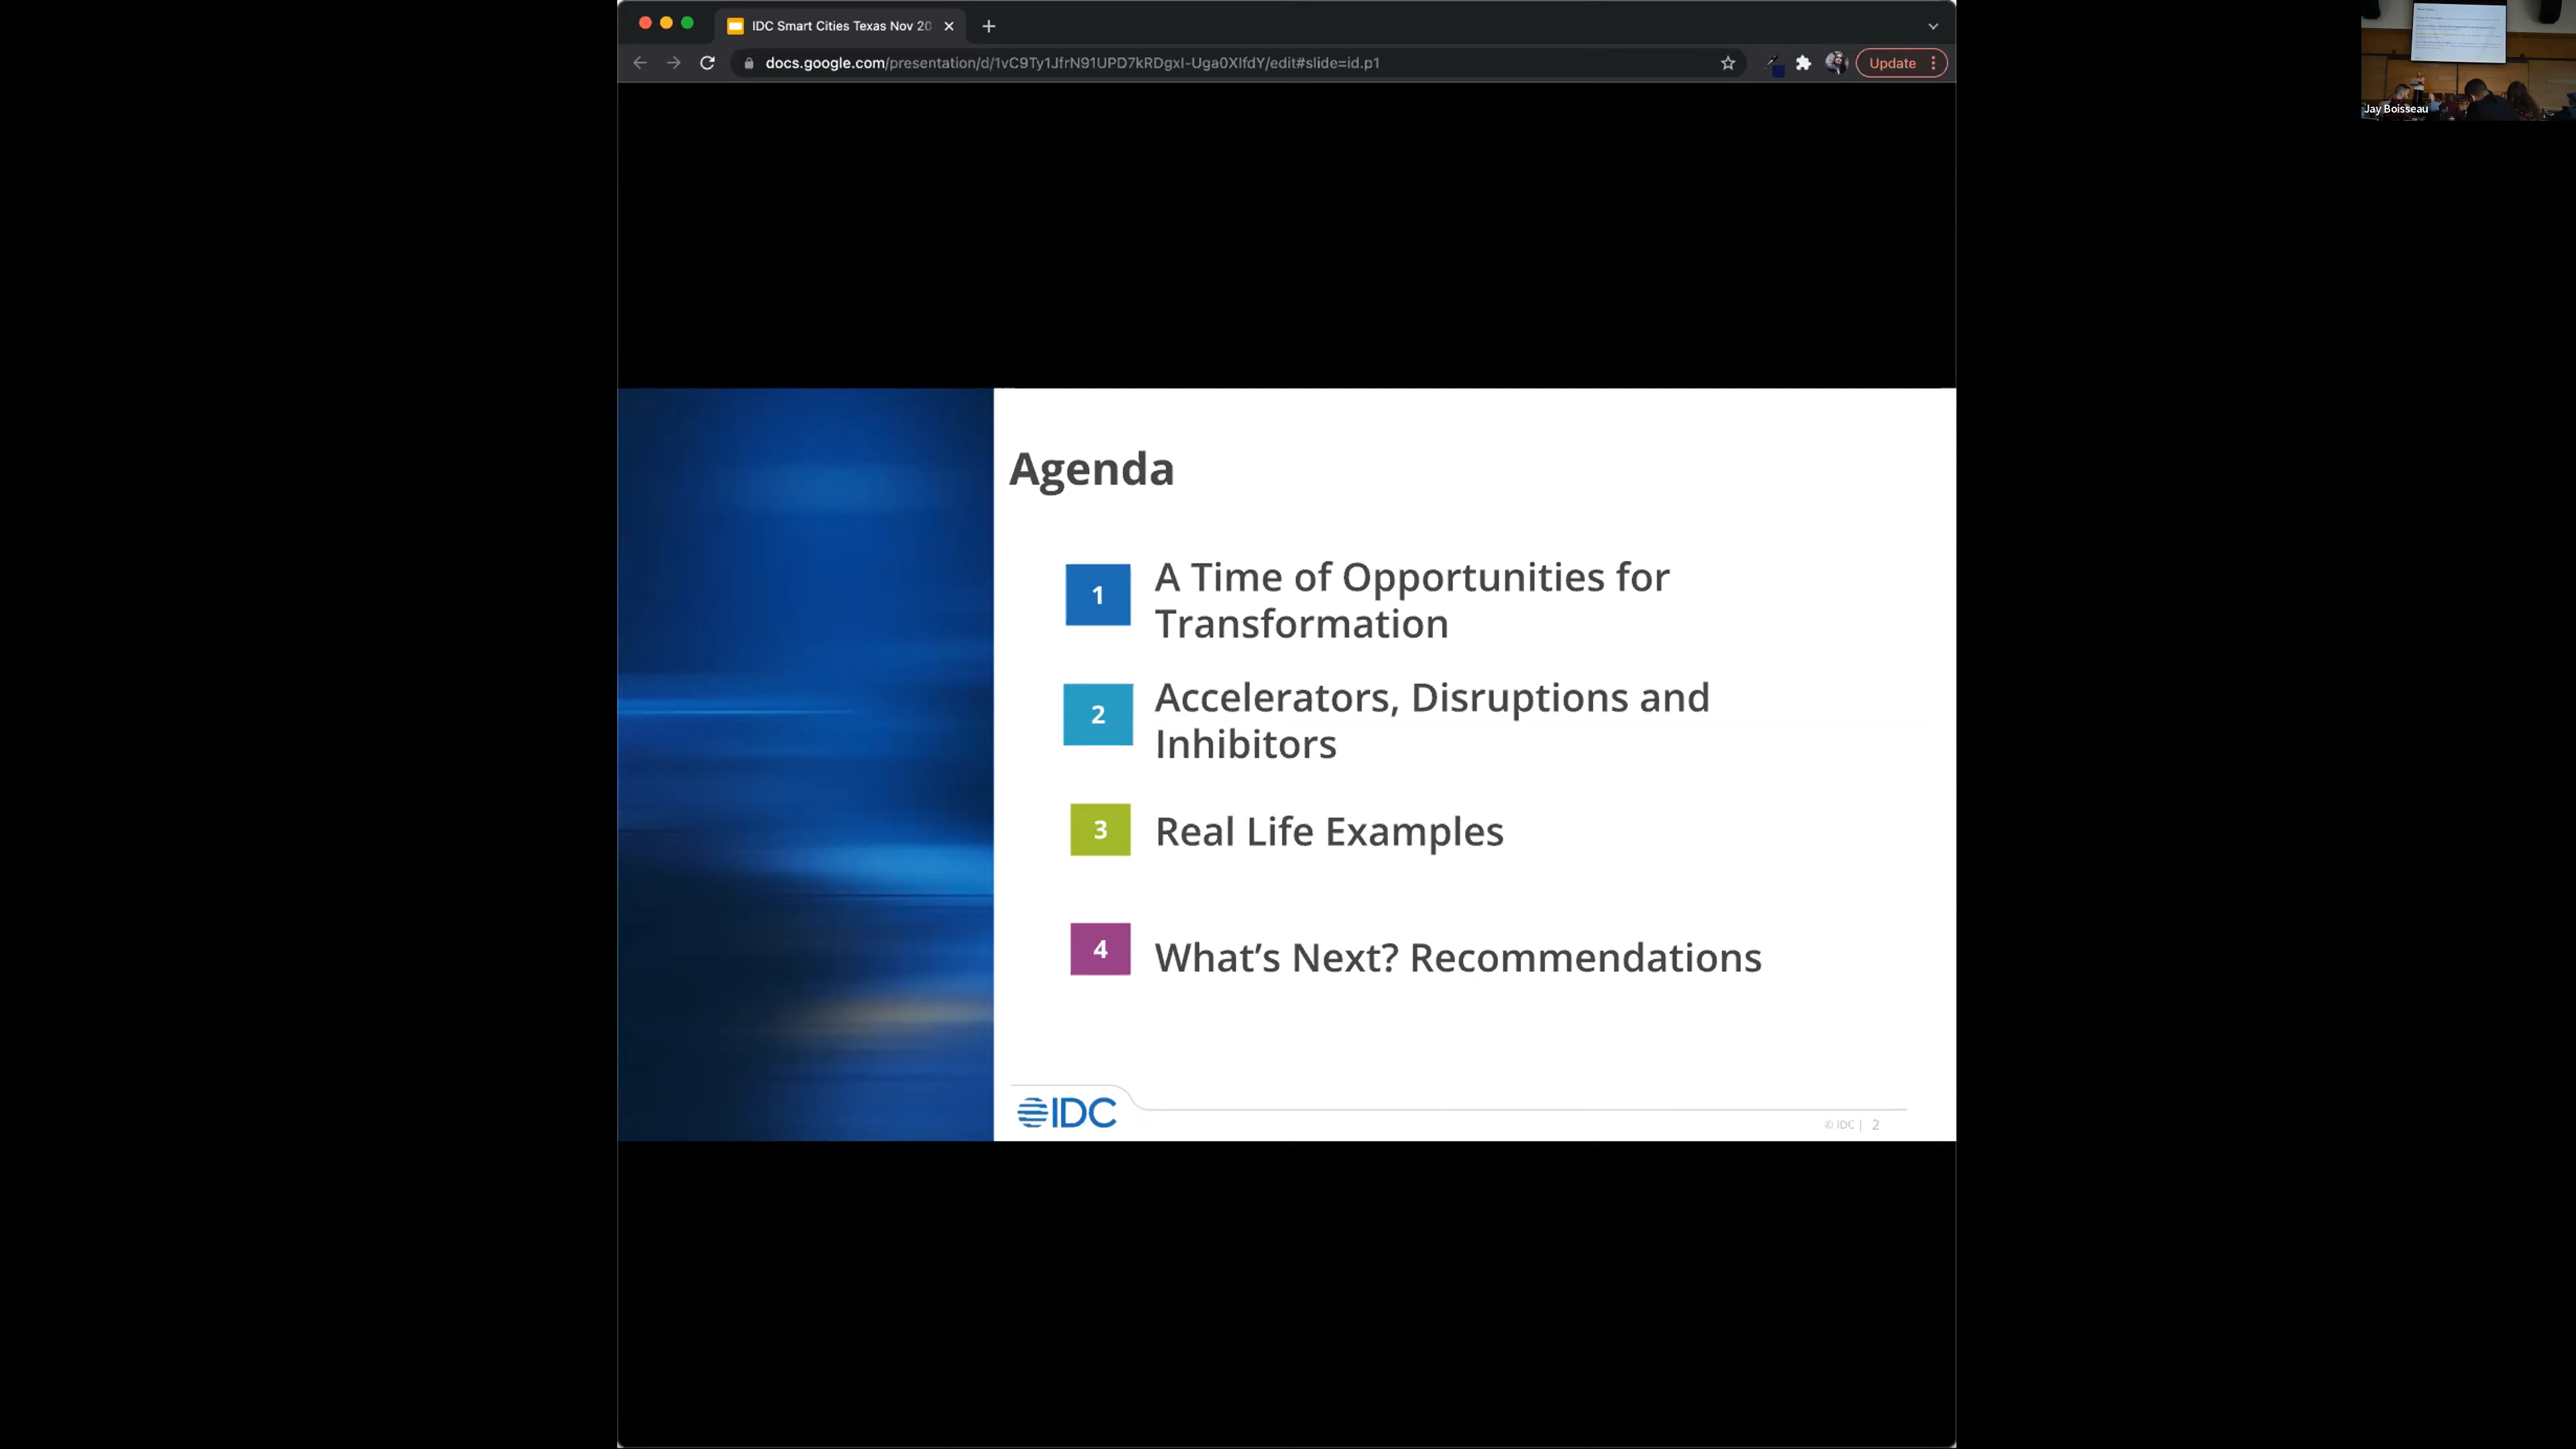 IDC Smart Cities Texas Nov 20
docs.google.com/presentation/d/1vC9Ty1JfrN91UPD7kRDgxI-Uga0XIfdY/edit#slide=id.p1
Update
Jay Boisseau
Agenda
1 A Time of Opportunities for
Transformation
2 Accelerators, Disruptions and
Inhibitors
3 Real Life Examples
4 What’s Next? Recommendations
IDC
© IDC | 2